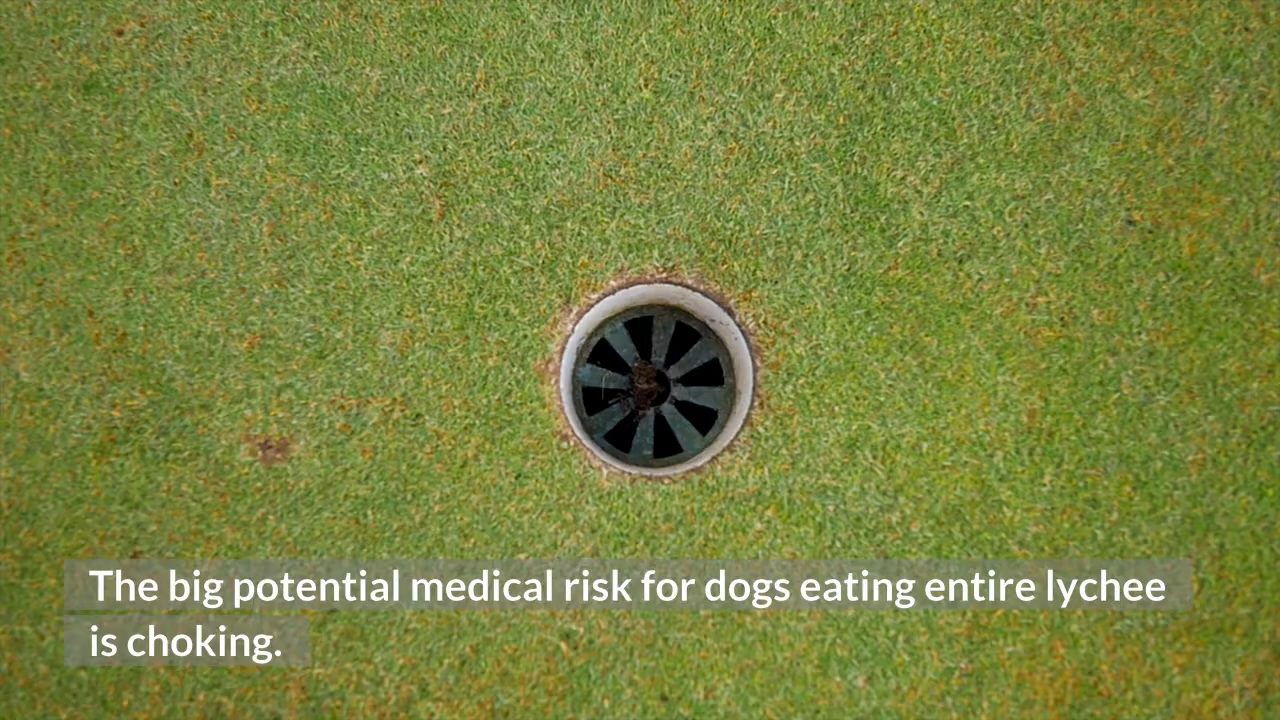 The big potential medical risk for dogs eating entire lychee
is choking.